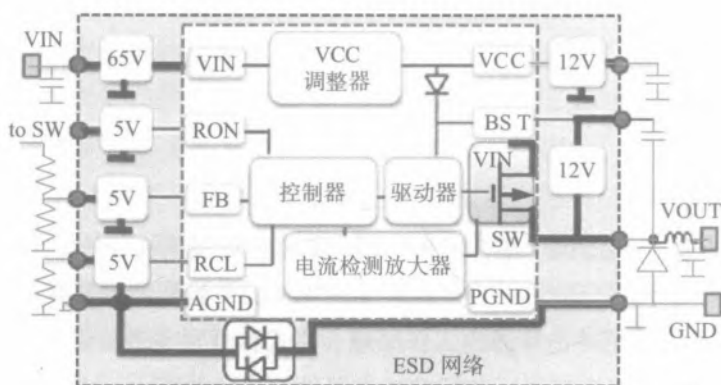 VIN
65V
VIN
VCC
调整器
VCC
12V
to SW
5V
RON
BS T
VIN
12V
5V
FB
控制器
驱动器
VOUT
SW
5V
RCL
电流检测放大器
AGND
PGND
GND
ESD 网络